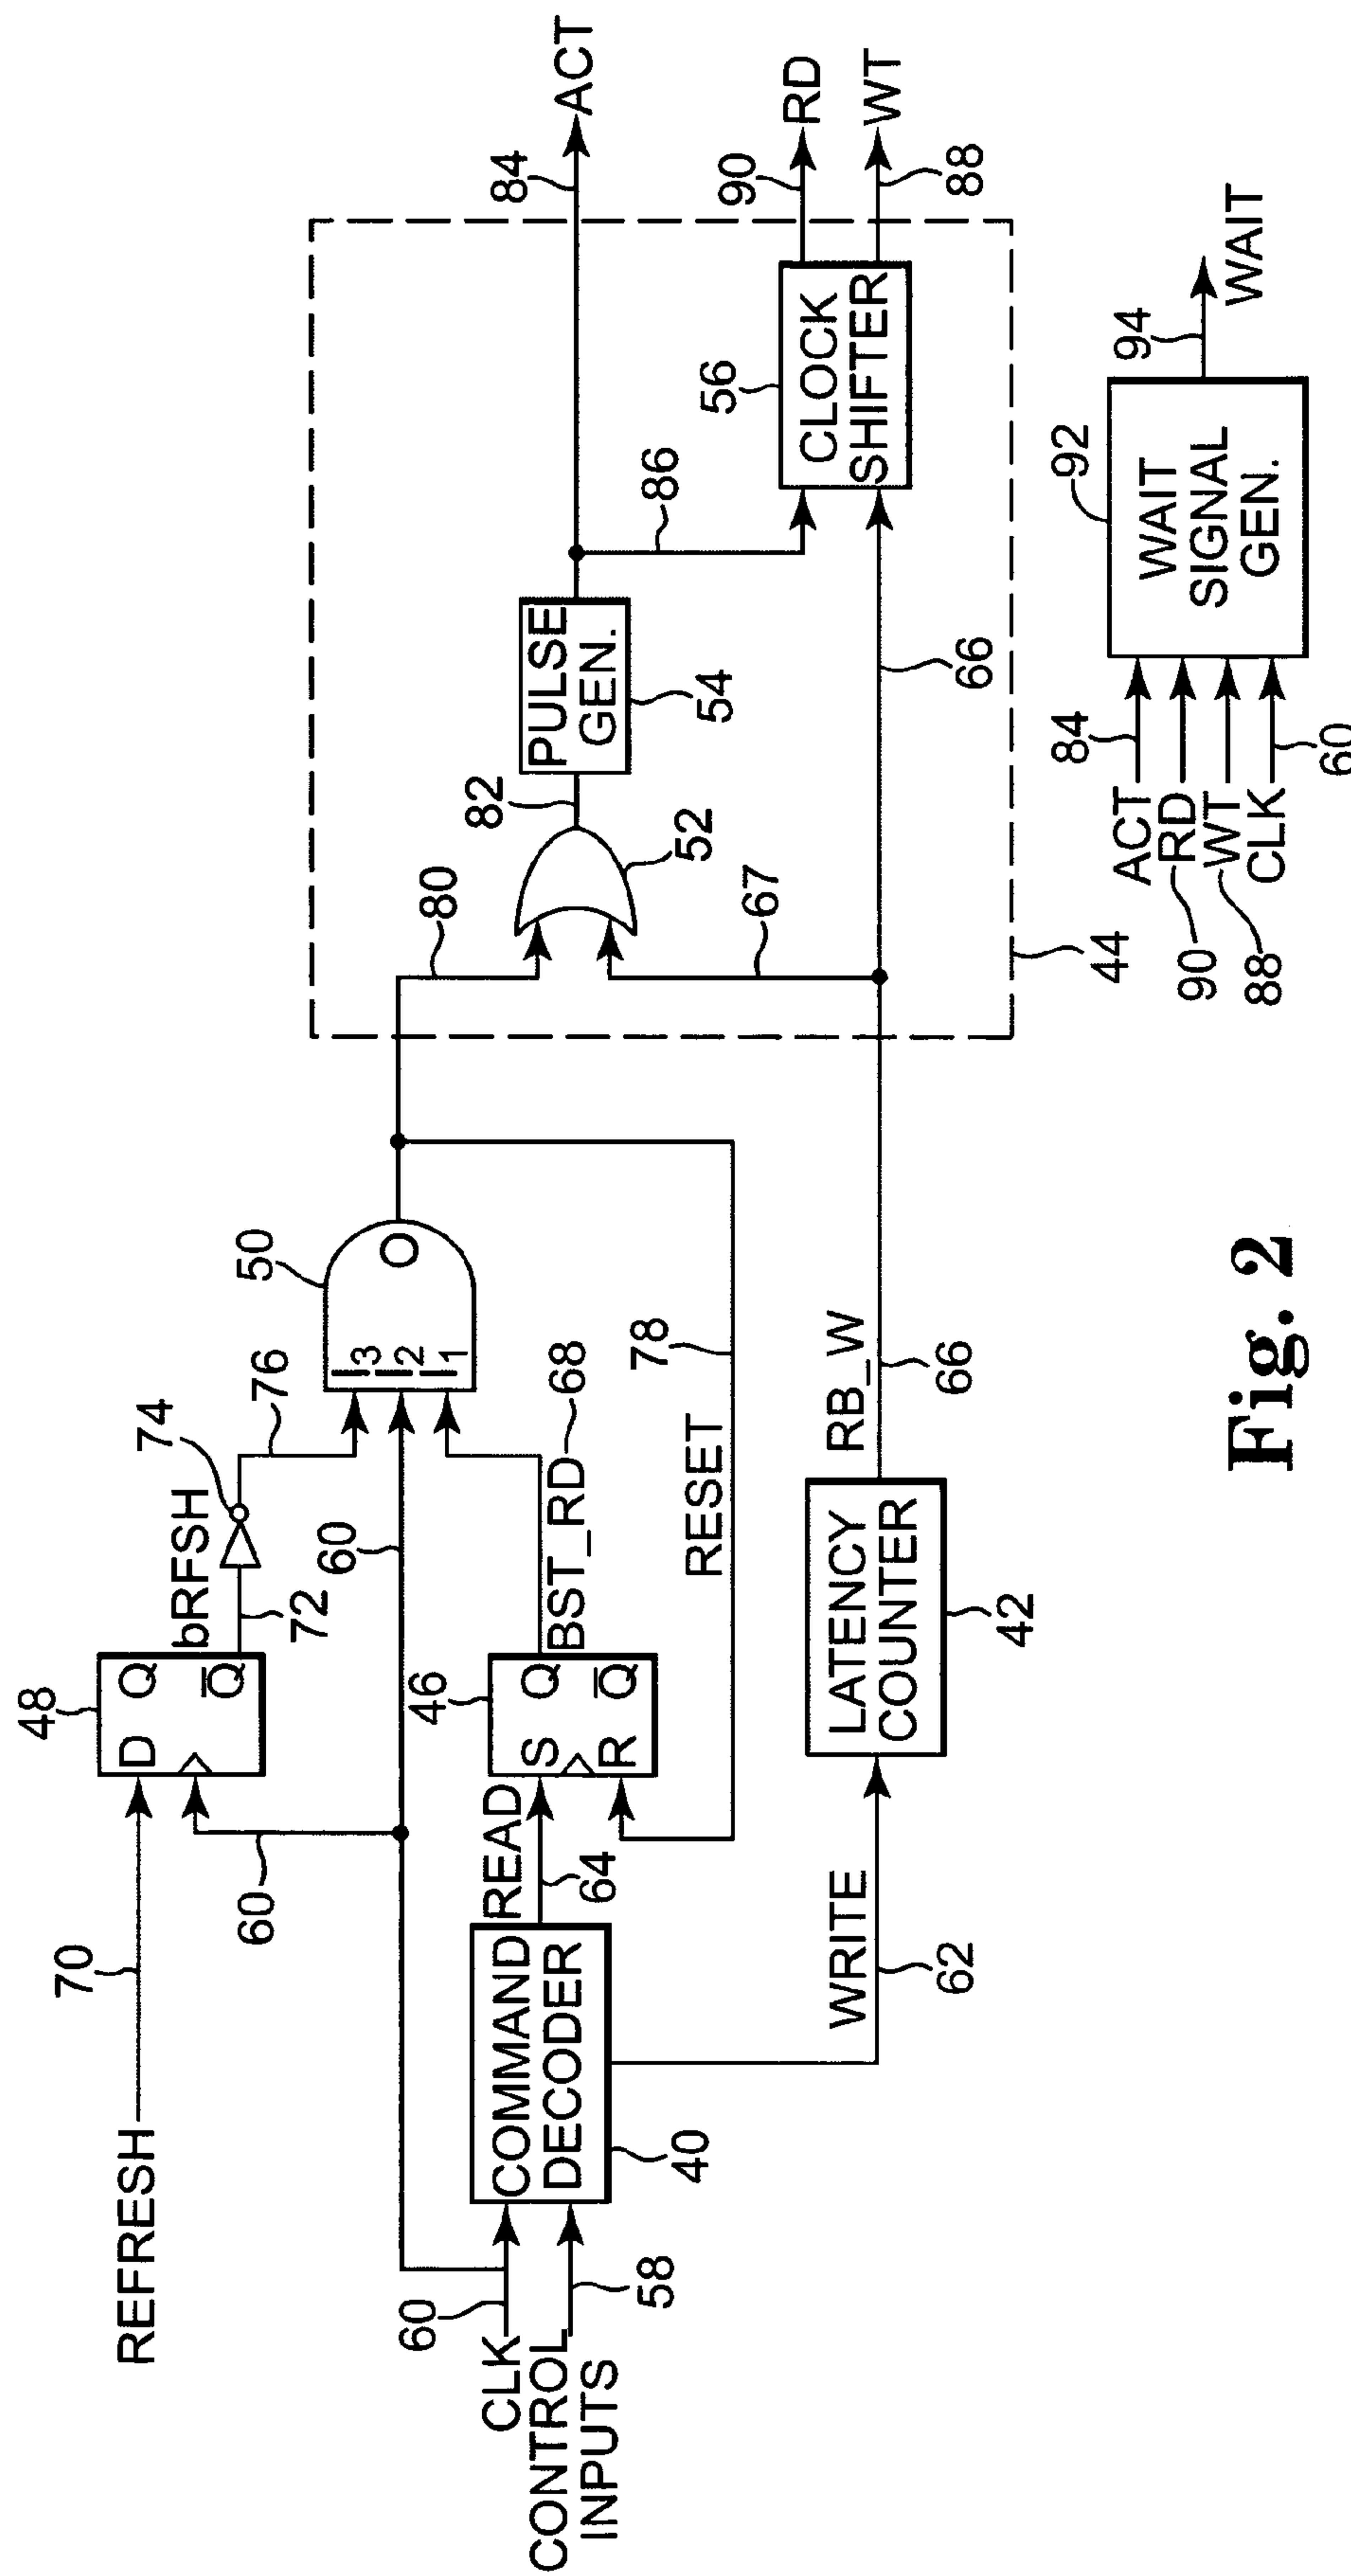 REFRESH
70
48
D
Q
Q
bRFSH
72
74
76
60
60
50
I3
I2
I1
O
CLK
60
CONTROL
INPUTS
58
COMMAND
DECODER
40
READ
64
46
S
Q
R
Q
BST_RD
68
RESET
78
WRITE
62
LATENCY
COUNTER
42
RB_W
66
80
67
52
82
PULSE
GEN.
54
84
ACT
86
56
CLOCK
SHIFTER
66
90
RD
WT
88
44
ACT
84
RD
90
WT
88
CLK
60
92
WAIT
SIGNAL
GEN.
94
WAIT
Fig. 2